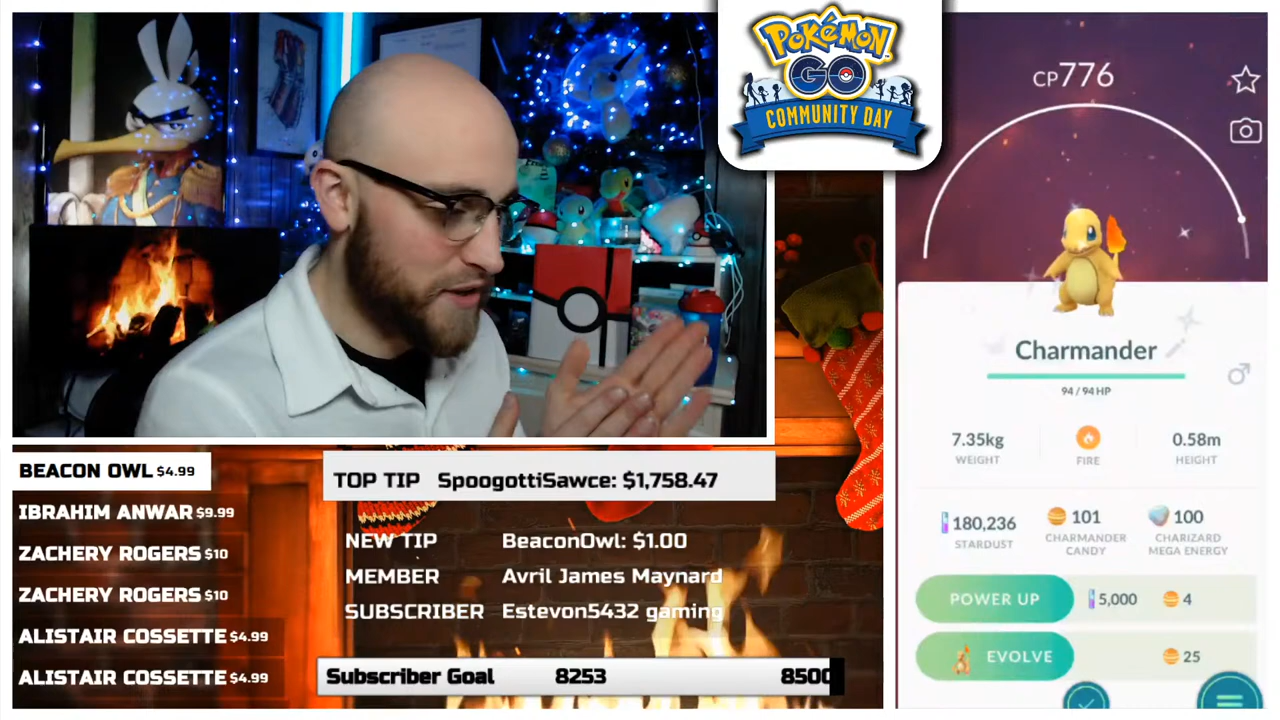 POKÉMON
GO
COMMUNITY DAY
CP776
Charmander
94 / 94 HP
7.35kg
WEIGHT
FIRE
0.58m
HEIGHT
180,236
STARDUST
101
CHARMANDER
CANDY
100
CHARIZARD
MEGA ENERGY
POWER UP
5,000
4
EVOLVE
25
BEACON OWL $4.99
IBRAHIM ANWAR $9.99
ZACHERY ROGERS $10
ZACHERY ROGERS $10
ALISTAIR COSSETTE $4.99
ALISTAIR COSSETTE $4.99
TOP TIP SpoogottiSawce: $1,758.47
NEW TIP BeaconOwl: $1.00
MEMBER Avril James Maynard
SUBSCRIBER Estevon5432 gaming
Subscriber Goal 8253 8500